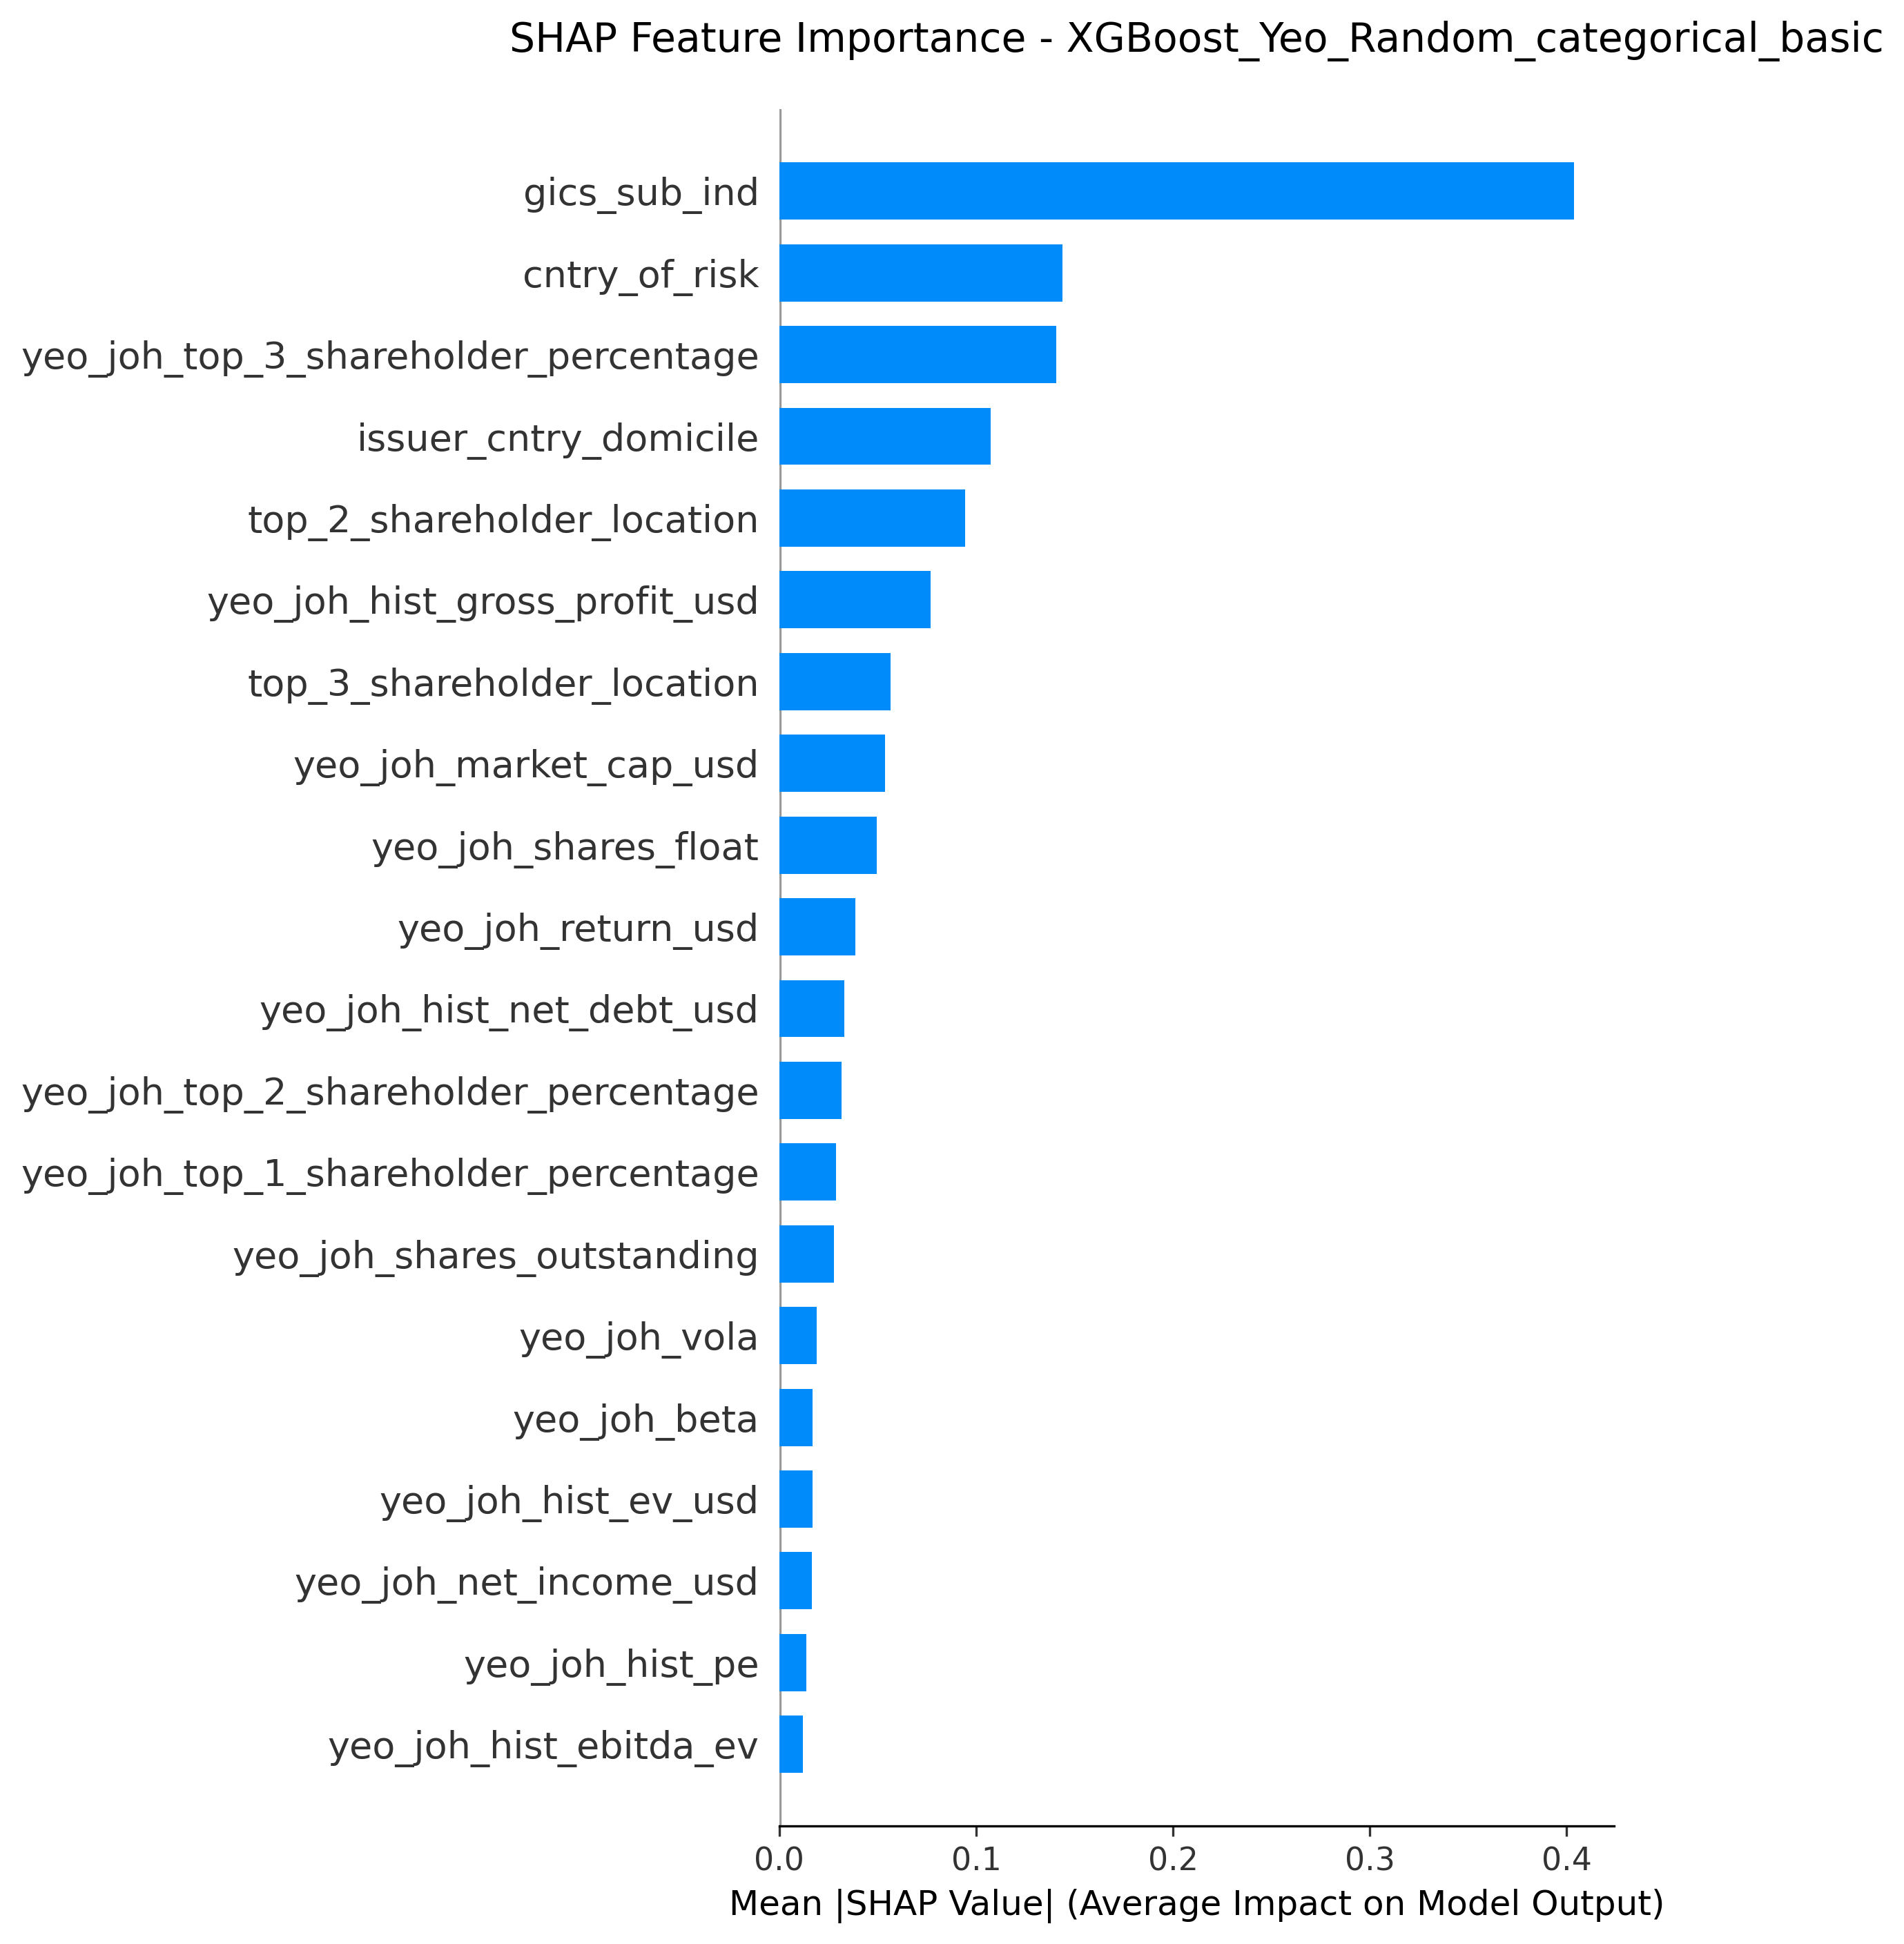 SHAP Feature Importance - XGBoost_Yeo_Random_categorical_basic
gics_sub_ind
cntry_of_risk
yeo_joh_top_3_shareholder_percentage
issuer_cntry_domicile
top_2_shareholder_location
yeo_joh_hist_gross_profit_usd
top_3_shareholder_location
yeo_joh_market_cap_usd
yeo_joh_shares_float
yeo_joh_return_usd
yeo_joh_hist_net_debt_usd
yeo_joh_top_2_shareholder_percentage
yeo_joh_top_1_shareholder_percentage
yeo_joh_shares_outstanding
yeo_joh_vola
yeo_joh_beta
yeo_joh_hist_ev_usd
yeo_joh_net_income_usd
yeo_joh_hist_pe
yeo_joh_hist_ebitda_ev
0.0 0.1 0.2 0.3 0.4
Mean |SHAP Value| (Average Impact on Model Output)